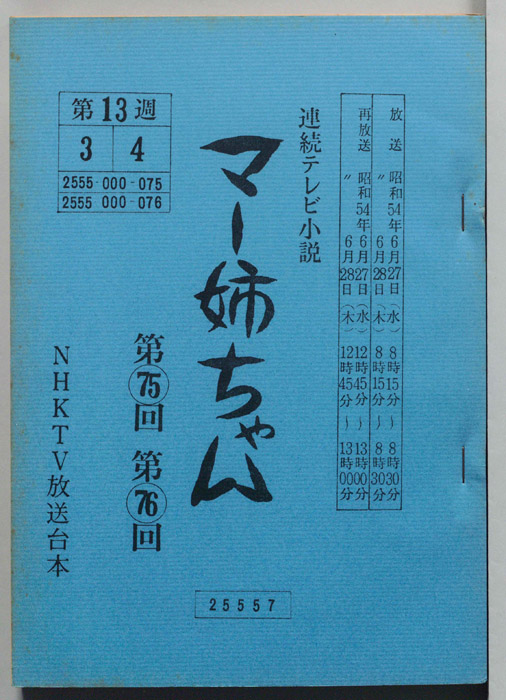 放送 昭和54年6月27日(水) 8時15分〜8時30分
〃 6月28日(木) 8時15分〜8時30分
再放送 昭和54年6月27日(水) 12時45分〜13時00分
〃 6月28日(木) 12時45分〜13時00分
連続テレビ小説
マー姉ちゃん
第75回 第76回
第13週
3 4
2555-000-075
2555 000-076
NHKTV放送台本
25557